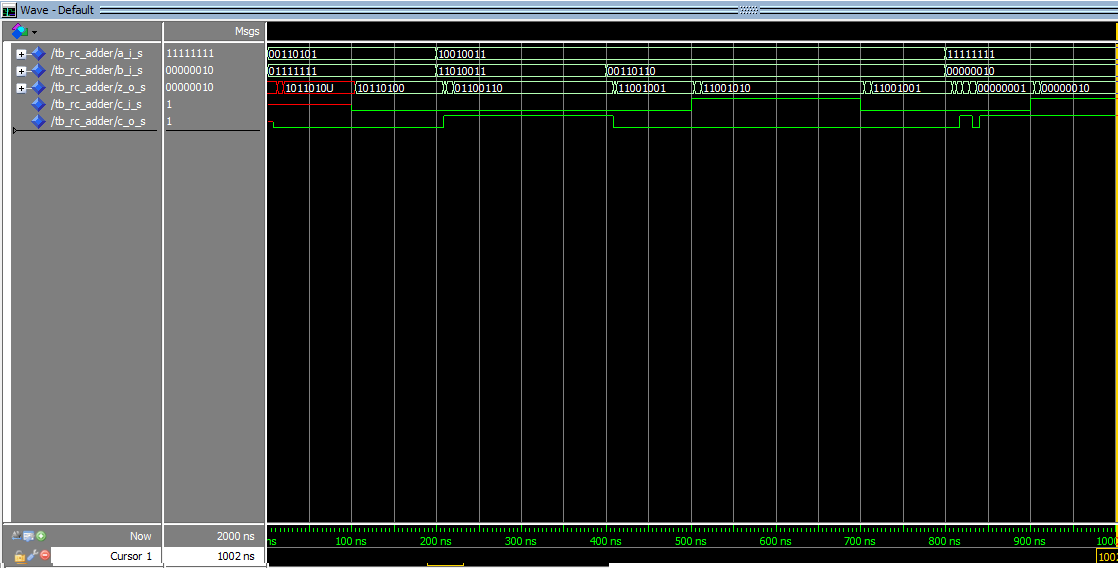 Wave - Default
Msgs
/tb_rc_adder/a_i_s 11111111 00110101 10010011 11111111
/tb_rc_adder/b_i_s 00000010 01111111 11010011 00110110 00000010
/tb_rc_adder/z_o_s 00000010 1011010U 10110100 01100110 11001001 11001010 11001001 00000001 00000010
/tb_rc_adder/c_i_s 1
/tb_rc_adder/c_o_s 1
Now 2000 ns ns 100 ns 200 ns 300 ns 400 ns 500 ns 600 ns 700 ns 800 ns 900 ns 1000
Cursor 1 1002 ns 1002